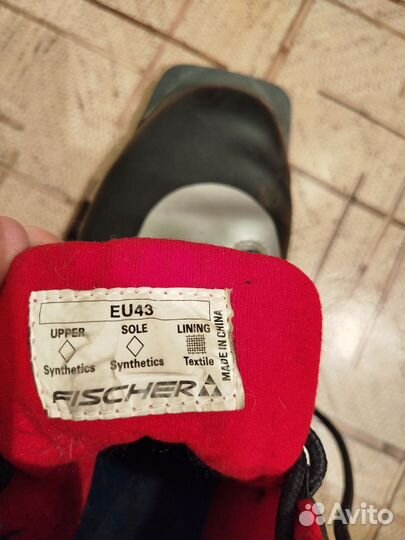 EU43
UPPER SOLE LINING
Synthetics Synthetics Textile
FISCHER
MADE IN CHINA
Avito